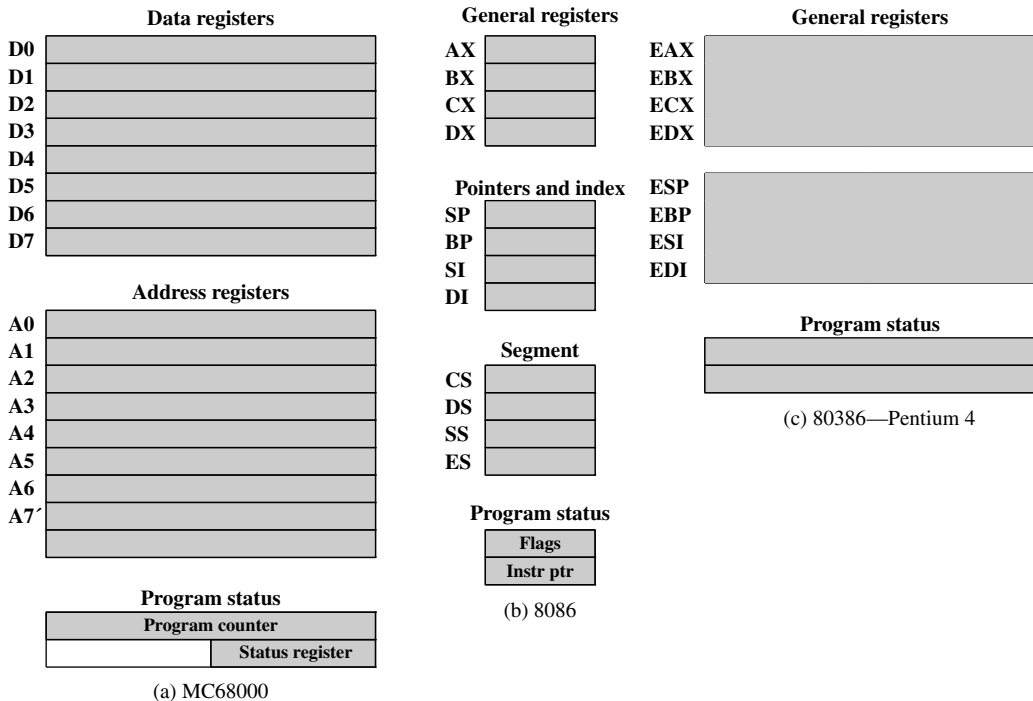 Data registers
D0
D1
D2
D3
D4
D5
D6
D7
Address registers
A0
A1
A2
A3
A4
A5
A6
A7´
Program status
Program counter
Status register
(a) MC68000
General registers
AX
BX
CX
DX
Pointers and index
SP
BP
SI
DI
Segment
CS
DS
SS
ES
Program status
Flags
Instr ptr
(b) 8086
General registers
EAX
EBX
ECX
EDX
ESP
EBP
ESI
EDI
Program status
(c) 80386—Pentium 4